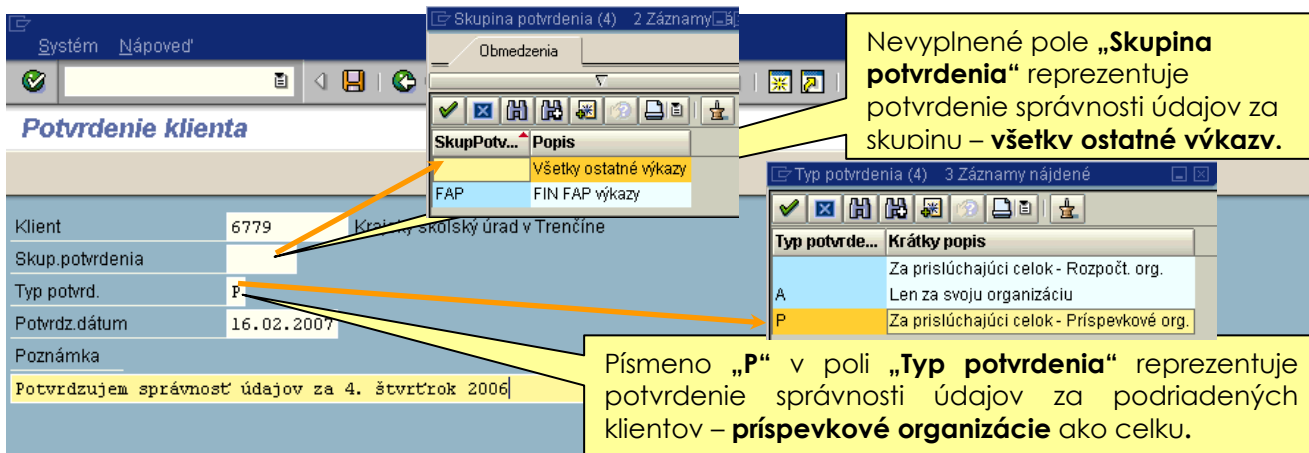 Systém Nápoveď
Potvrdenie klienta
Skupina potvrdenia (4) 2 Záznamy
Obmedzenia
SkupPotv... Popis
Všetky ostatné výkazy
FAP FIN FAP výkazy
Nevyplnené pole „Skupina
potvrdenia“ reprezentuje
potvrdenie správnosti údajov za
skupinu – všetky ostatné výkazy.
Klient 6779 Krajský školský úrad v Trenčíne
Skup.potvrdenia
Typ potvrd. P
Potvrdz.dátum 16.02.2007
Poznámka
Potvrdzujem správnosť údajov za 4. štvrťrok 2006
Typ potvrdenia (4) 3 Záznamy nájdené
Typ potvrde... Krátky popis
Za prislúchajúci celok - Rozpočt. org.
A Len za svoju organizáciu
P Za prislúchajúci celok - Príspevkové org.
Písmeno „P“ v poli „Typ potvrdenia“ reprezentuje
potvrdenie správnosti údajov za podriadených
klientov – príspevkové organizácie ako celku.